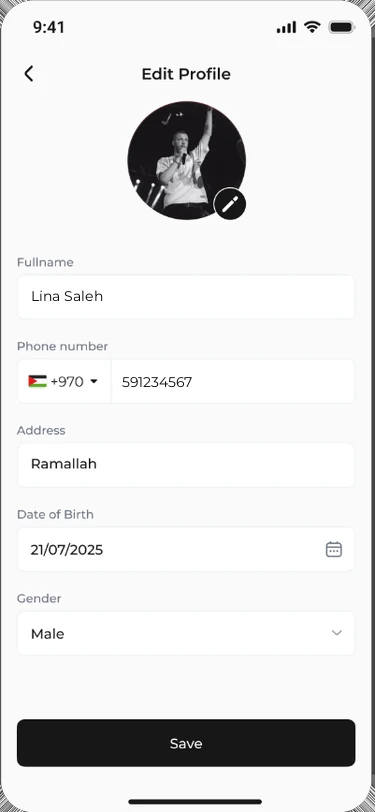 9:41
Edit Profile
Fullname
Lina Saleh
Phone number
+970 591234567
Address
Ramallah
Date of Birth
21/07/2025
Gender
Male
Save